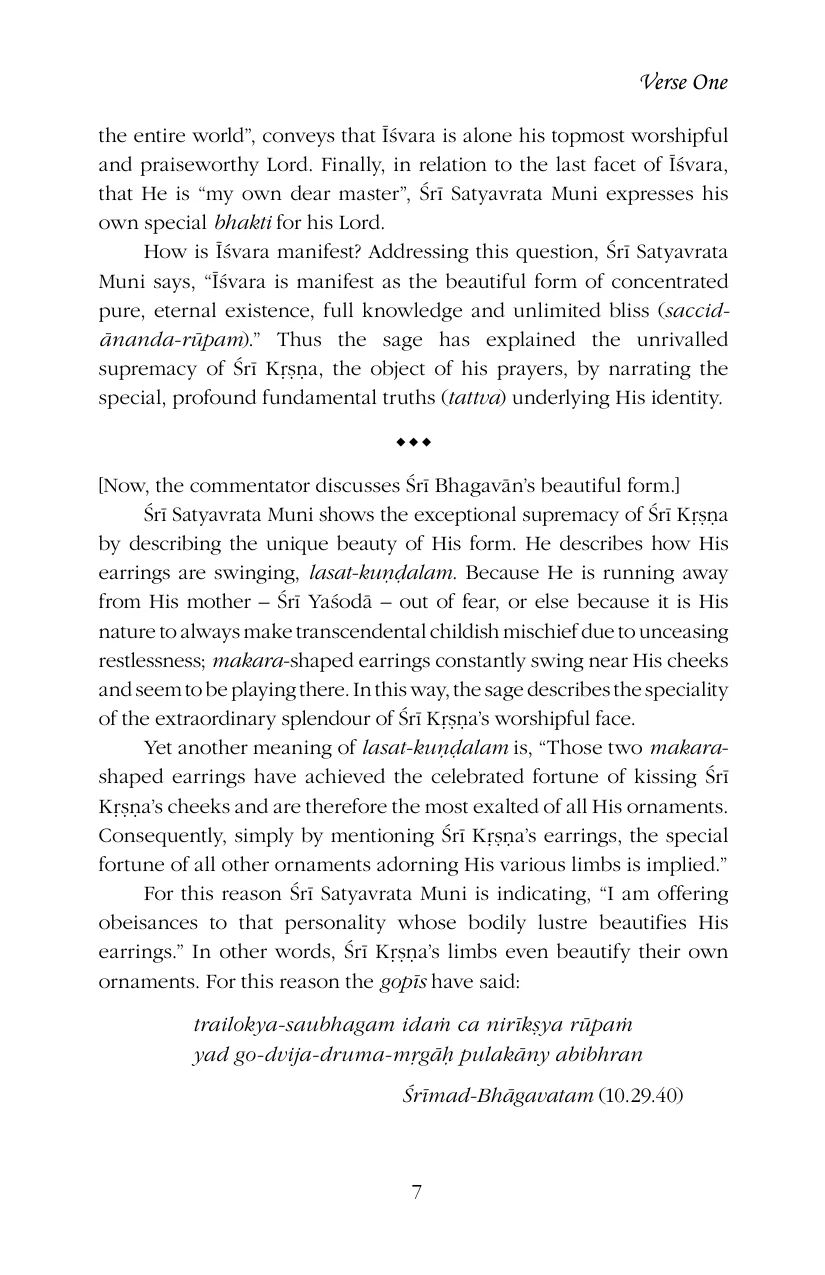 Verse One
the entire world”, conveys that Īśvara is alone his topmost worshipful
and praiseworthy Lord. Finally, in relation to the last facet of Īśvara,
that He is “my own dear master”, Śrī Satyavrata Muni expresses his
own special bhakti for his Lord.
How is Īśvara manifest? Addressing this question, Śrī Satyavrata
Muni says, “Īśvara is manifest as the beautiful form of concentrated
pure, eternal existence, full knowledge and unlimited bliss (saccid-
ānanda-rūpam).” Thus the sage has explained the unrivalled
supremacy of Śrī Kṛṣṇa, the object of his prayers, by narrating the
special, profound fundamental truths (tattva) underlying His identity.
◆◆◆
[Now, the commentator discusses Śrī Bhagavān’s beautiful form.]
Śrī Satyavrata Muni shows the exceptional supremacy of Śrī Kṛṣṇa
by describing the unique beauty of His form. He describes how His
earrings are swinging, lasat-kuṇḍalam. Because He is running away
from His mother – Śrī Yaśodā – out of fear, or else because it is His
nature to always make transcendental childish mischief due to unceasing
restlessness; makara-shaped earrings constantly swing near His cheeks
and seem to be playing there. In this way, the sage describes the speciality
of the extraordinary splendour of Śrī Kṛṣṇa’s worshipful face.
Yet another meaning of lasat-kuṇḍalam is, “Those two makara-
shaped earrings have achieved the celebrated fortune of kissing Śrī
Kṛṣṇa’s cheeks and are therefore the most exalted of all His ornaments.
Consequently, simply by mentioning Śrī Kṛṣṇa’s earrings, the special
fortune of all other ornaments adorning His various limbs is implied.”
For this reason Śrī Satyavrata Muni is indicating, “I am offering
obeisances to that personality whose bodily lustre beautifies His
earrings.” In other words, Śrī Kṛṣṇa’s limbs even beautify their own
ornaments. For this reason the gopīs have said:
trailokya-saubhagam idaṁ ca nirīkṣya rūpaṁ
yad go-dvija-druma-mṛgāḥ pulakāny abibhran
Śrīmad-Bhāgavatam (10.29.40)
7